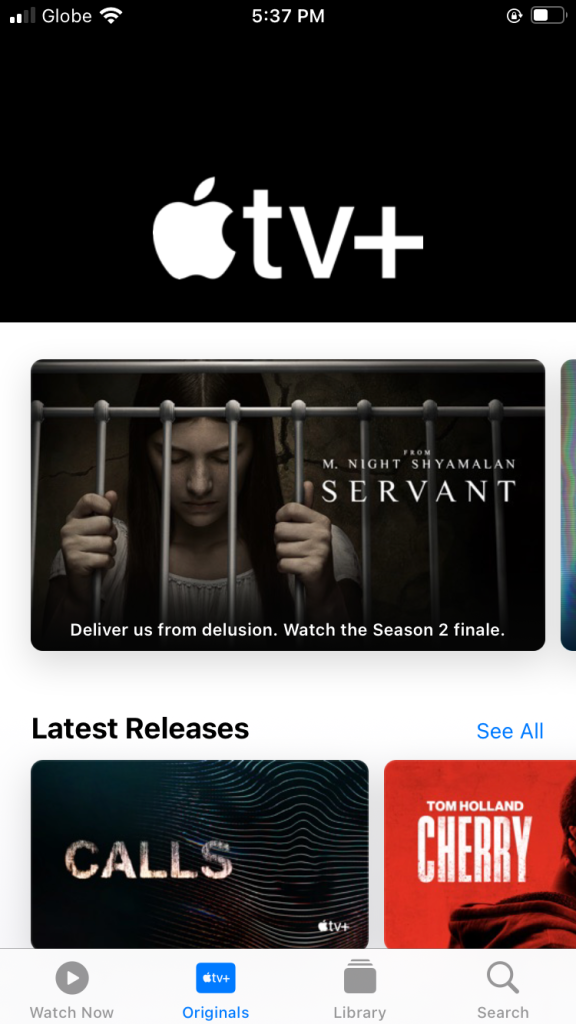 Globe
5:37 PM
tv+
FROM
M. NIGHT SHYAMALAN
SERVANT
Deliver us from delusion. Watch the Season 2 finale.
Latest Releases
See All
CALLS
tv+
TOM HOLLAND
CHERRY
Watch Now
tv+
Originals
Library
Search